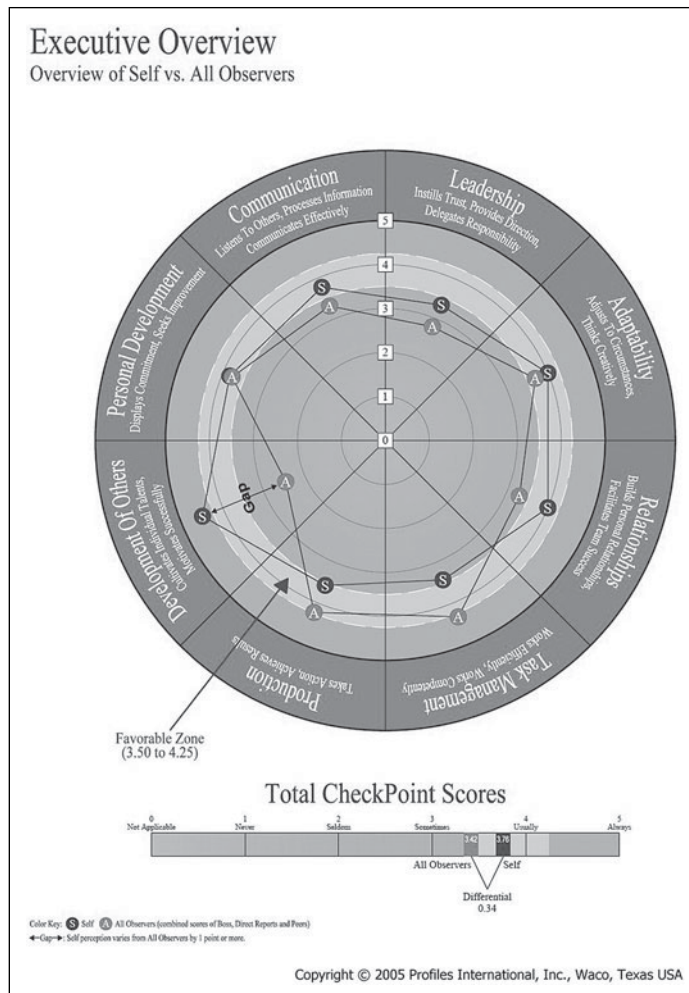 Executive Overview
Overview of Self vs. All Observers
Communication
Listens To Others, Processes Information
Communicates Effectively
Leadership
Instills Trust, Provides Direction,
Delegates Responsibility
Adaptability
Adjusts To Circumstances,
Thinks Creatively
Relationships
Builds Personal Relationships,
Facilitates Team Success
Task Management
Works Efficiently, Works Competently
Production
Takes Action, Achieves Results
Development Of Others
Cultivates Individual Talents,
Motivates Successfully
Personal Development
Displays Commitment, Seeks Improvement
5
4
3
2
1
0
S
S
A
A
A
S
A
A
Gap
A
S
S
S
S
A
A
Favorable Zone
(3.50 to 4.25)
Total CheckPoint Scores
0 1 2 3 4 5
Not Applicable Never Seldom Sometimes Usually Always
3.42 3.76
All Observers Self
Differential
0.34
Color Key: S Self A All Observers (combined scores of Boss, Direct Reports and Peers)
Gap : Self perception varies from All Observers by 1 point or more.
Copyright © 2005 Profiles International, Inc., Waco, Texas USA